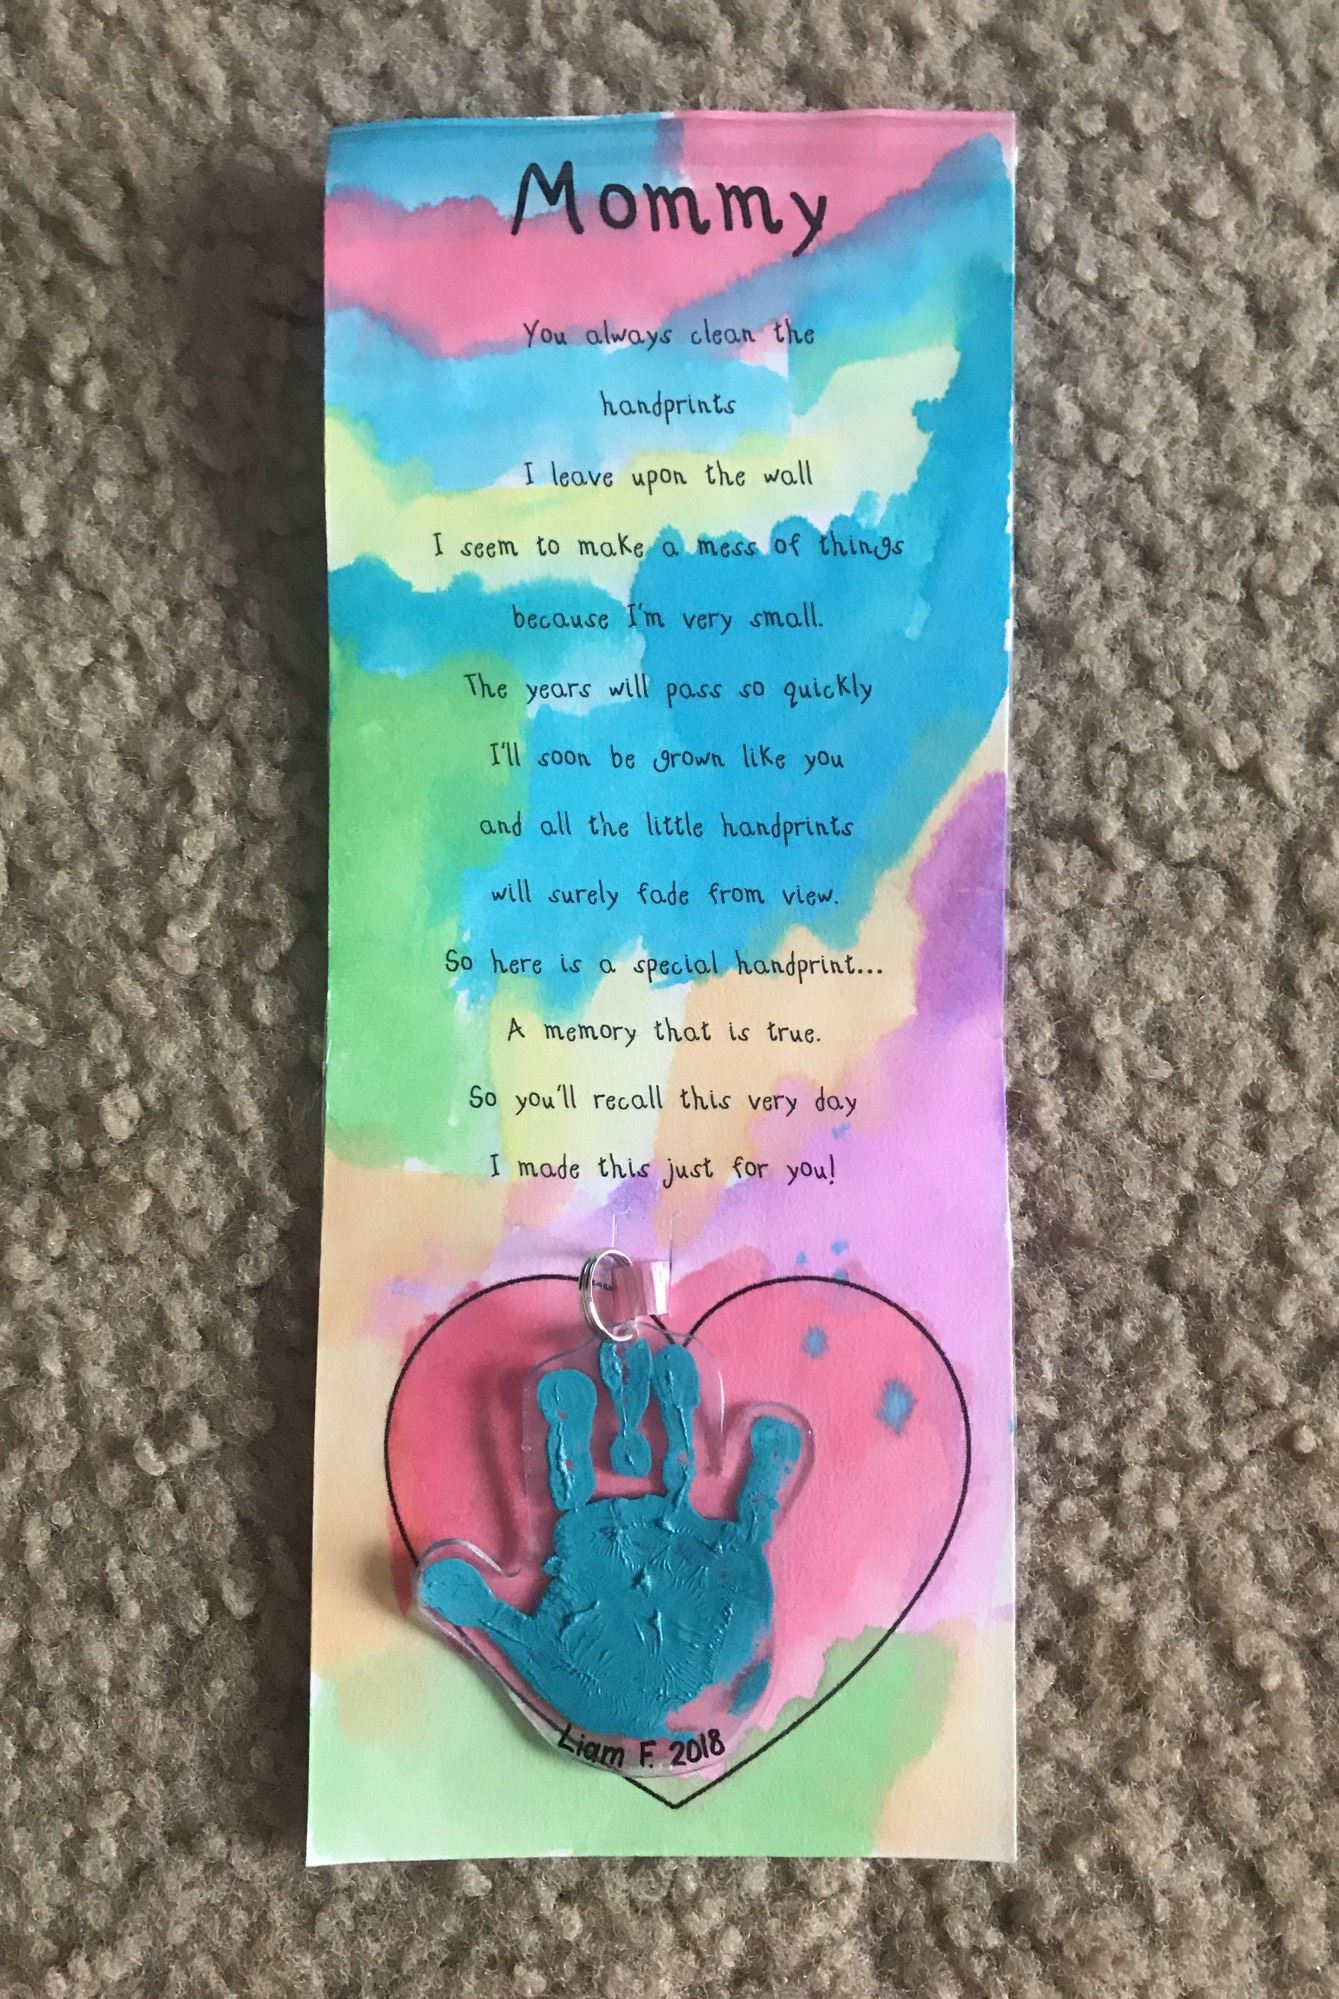 Mommy
You always clean the
handprints
I leave upon the wall
I seem to make a mess of things
because I'm very small.
The years will pass so quickly
I'll soon be grown like you
and all the little handprints
will surely fade from view.
So here is a special handprint...
A memory that is true.
So you'll recall this very day
I made this just for you!
Liam F. 2018